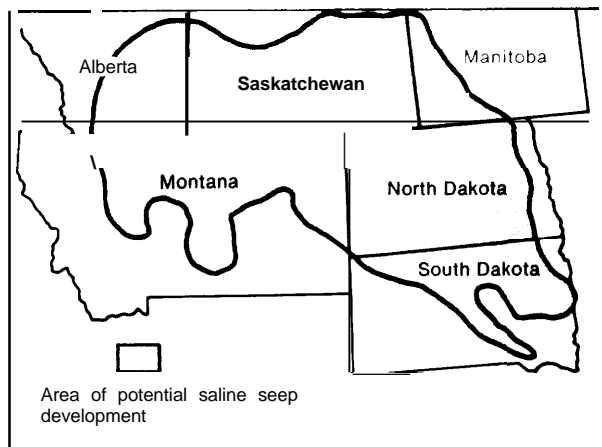 Alberta
Saskatchewan
Manitoba
Montana
North Dakota
South Dakota
Area of potential saline seep
development